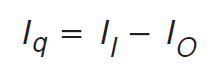 I_q = I_I − I_O